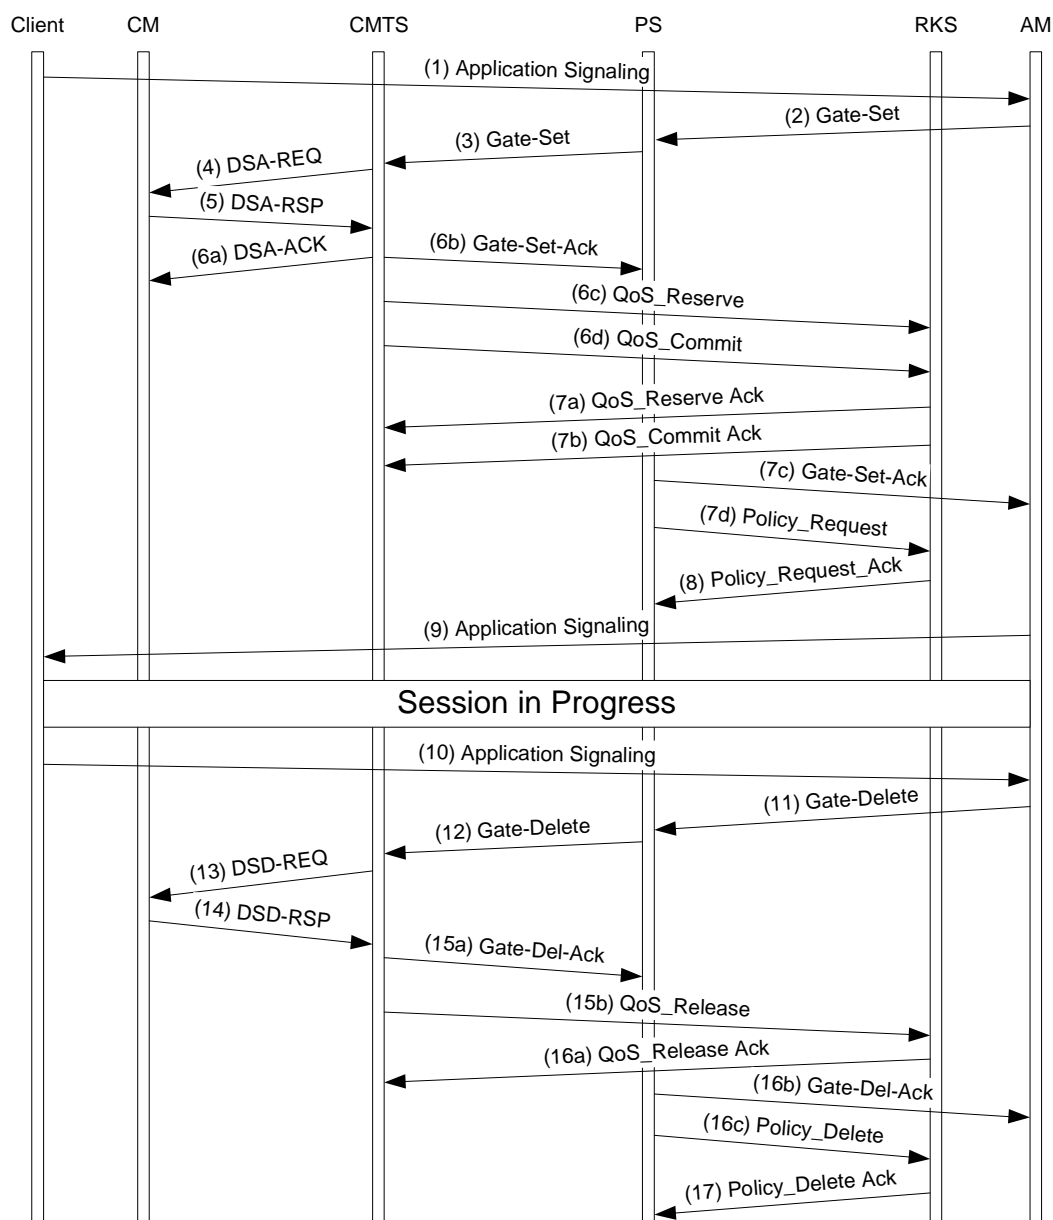 Client CM CMTS PS RKS AM
(1) Application Signaling
(2) Gate-Set
(3) Gate-Set
(4) DSA-REQ
(5) DSA-RSP
(6a) DSA-ACK
(6b) Gate-Set-Ack
(6c) QoS_Reserve
(6d) QoS_Commit
(7a) QoS_Reserve Ack
(7b) QoS_Commit Ack
(7c) Gate-Set-Ack
(7d) Policy_Request
(8) Policy_Request_Ack
(9) Application Signaling
Session in Progress
(10) Application Signaling
(11) Gate-Delete
(12) Gate-Delete
(13) DSD-REQ
(14) DSD-RSP
(15a) Gate-Del-Ack
(15b) QoS_Release
(16a) QoS_Release Ack
(16b) Gate-Del-Ack
(16c) Policy_Delete
(17) Policy_Delete Ack